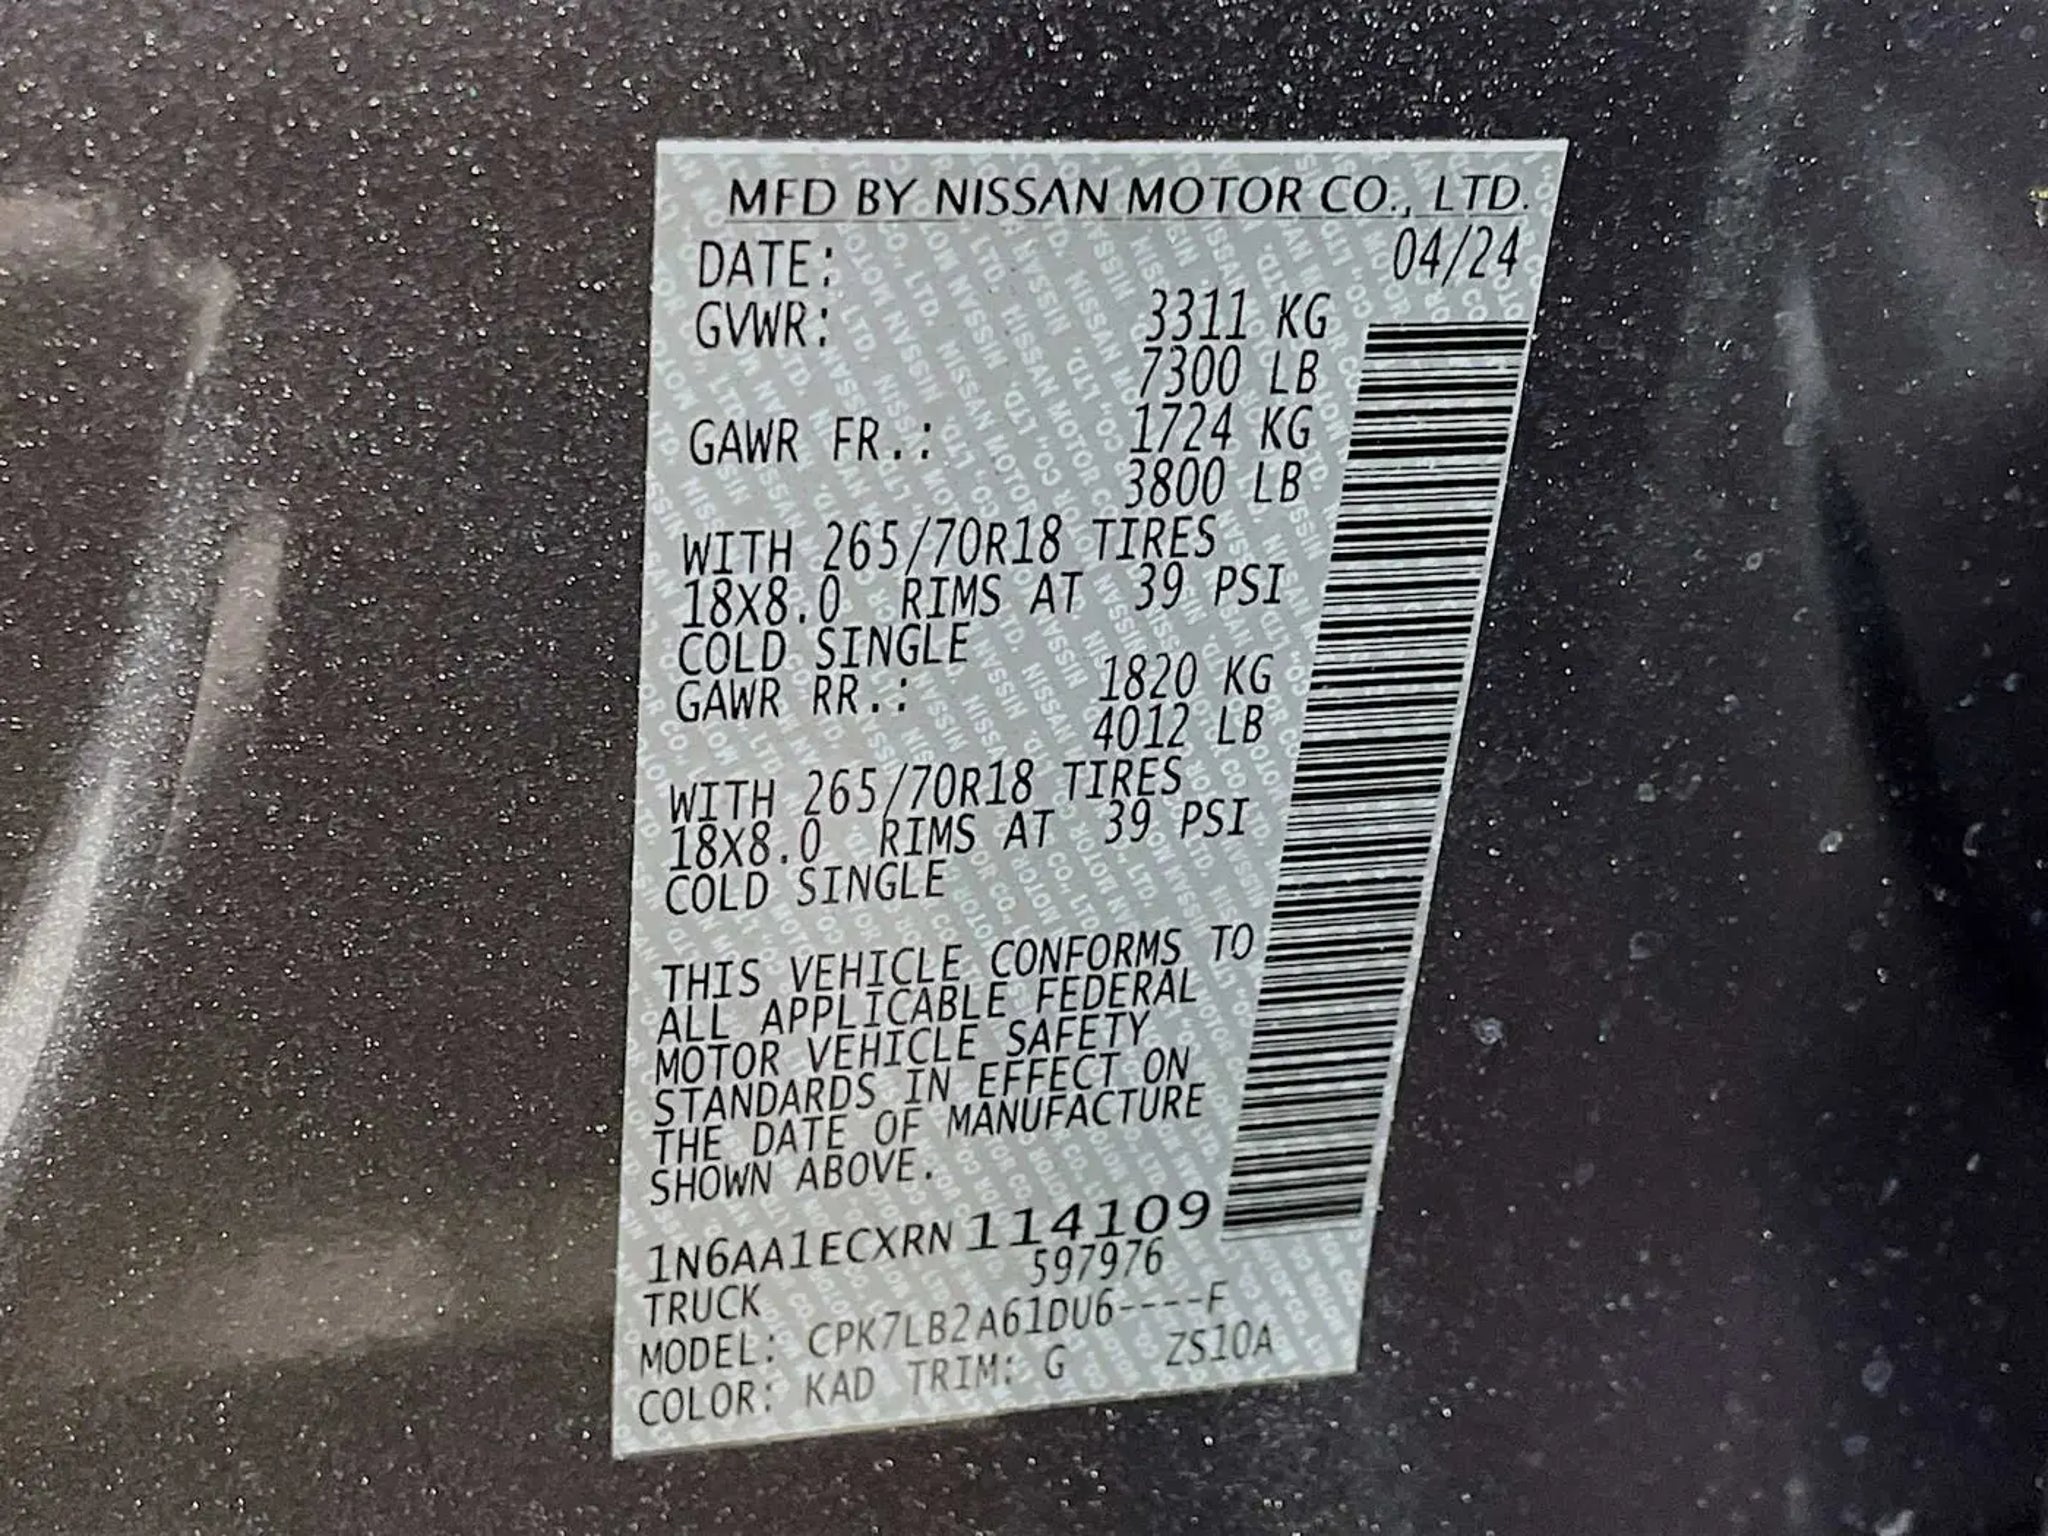 MFD BY NISSAN MOTOR CO., LTD.
DATE: 04/24
GVWR: 3311 KG
7300 LB
GAWR FR.: 1724 KG
3800 LB
WITH 265/70R18 TIRES
18X8.0 RIMS AT 39 PSI
COLD SINGLE
GAWR RR.: 1820 KG
4012 LB
WITH 265/70R18 TIRES
18X8.0 RIMS AT 39 PSI
COLD SINGLE
THIS VEHICLE CONFORMS TO
ALL APPLICABLE FEDERAL
MOTOR VEHICLE SAFETY
STANDARDS IN EFFECT ON
THE DATE OF MANUFACTURE
SHOWN ABOVE.
1N6AA1ECXRN114109
597976
TRUCK
MODEL: CPK7LB2A61DU6----F
COLOR: KAD TRIM: G ZS10A